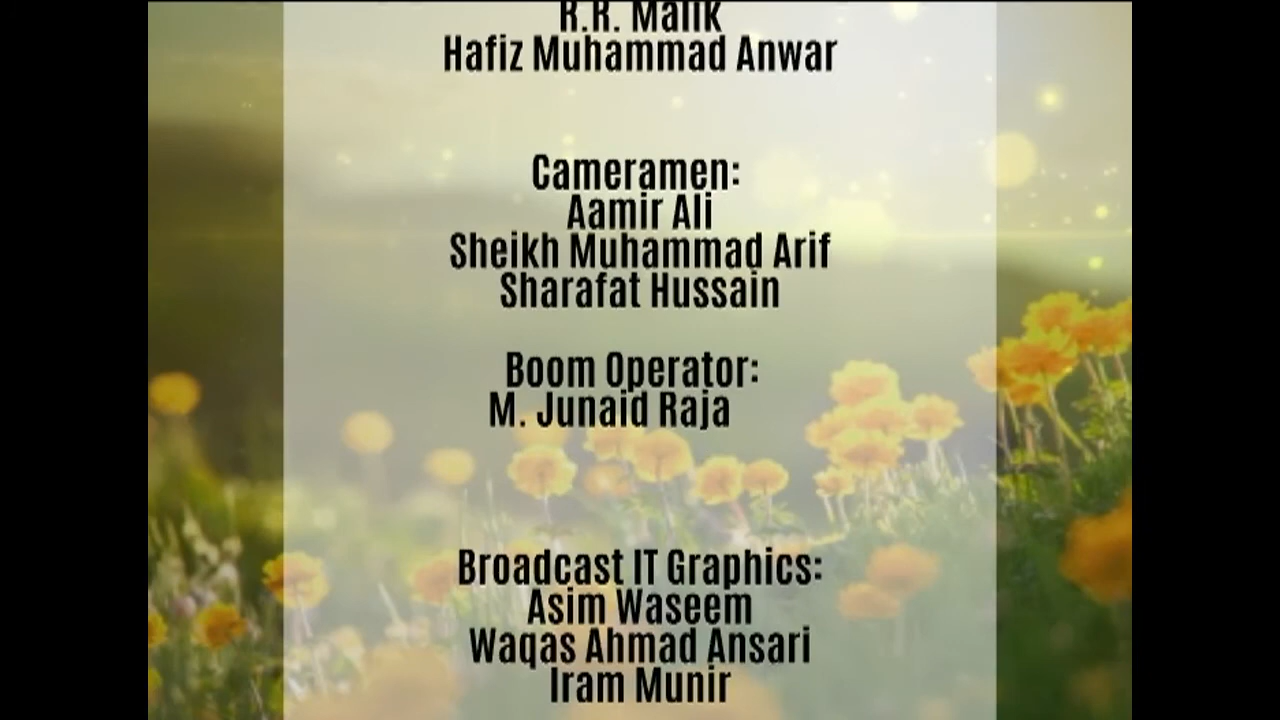 R.R. Malik
Hafiz Muhammad Anwar
Cameramen:
Aamir Ali
Sheikh Muhammad Arif
Sharafat Hussain
Boom Operator:
M. Junaid Raja
Broadcast IT Graphics:
Asim Waseem
Waqas Ahmad Ansari
Iram Munir